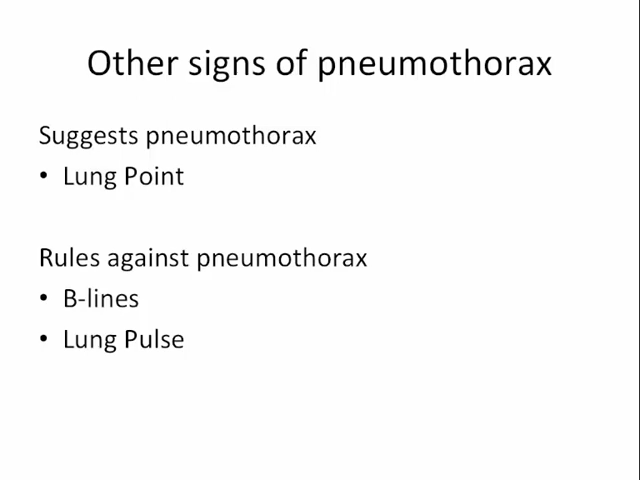 Other signs of pneumothorax
Suggests pneumothorax
• Lung Point
Rules against pneumothorax
• B-lines
• Lung Pulse